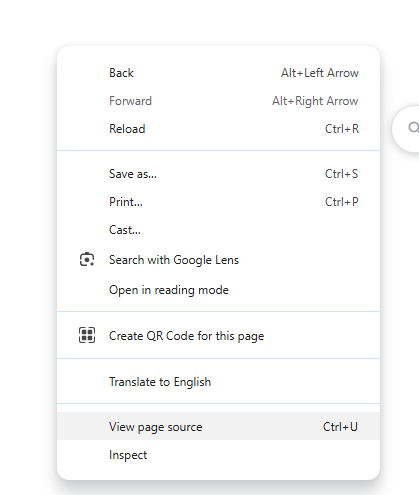 Back Alt+Left Arrow
Forward Alt+Right Arrow
Reload Ctrl+R
Save as... Ctrl+S
Print... Ctrl+P
Cast...
Search with Google Lens
Open in reading mode
Create QR Code for this page
Translate to English
View page source Ctrl+U
Inspect